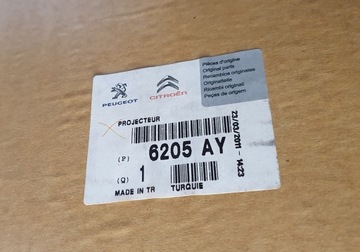 PEUGEOT
CITROËN
Pièces d'origine
Original parts
Recambios originales
Originalteile
Ricambi originali
Peças de origem
PROJECTEUR
(P) 6205 AY
(Q) 1
MADE IN TR TURQUIE
23/09/2011 - 14:23